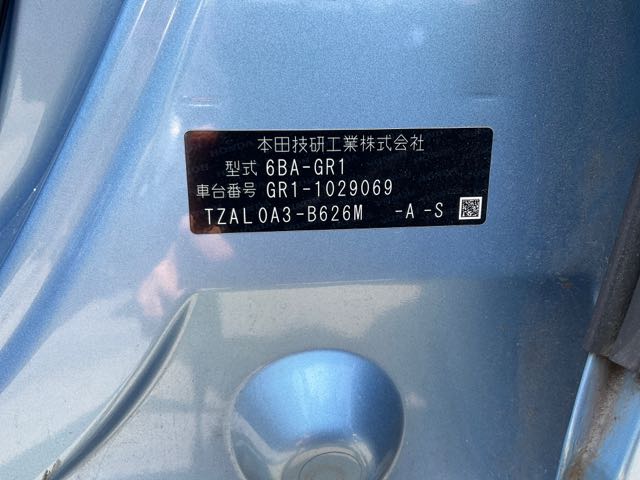 本田技研工業株式会社
型式 6BA-GR1
車台番号 GR1-1029069
TZAL0A3-B626M -A -S